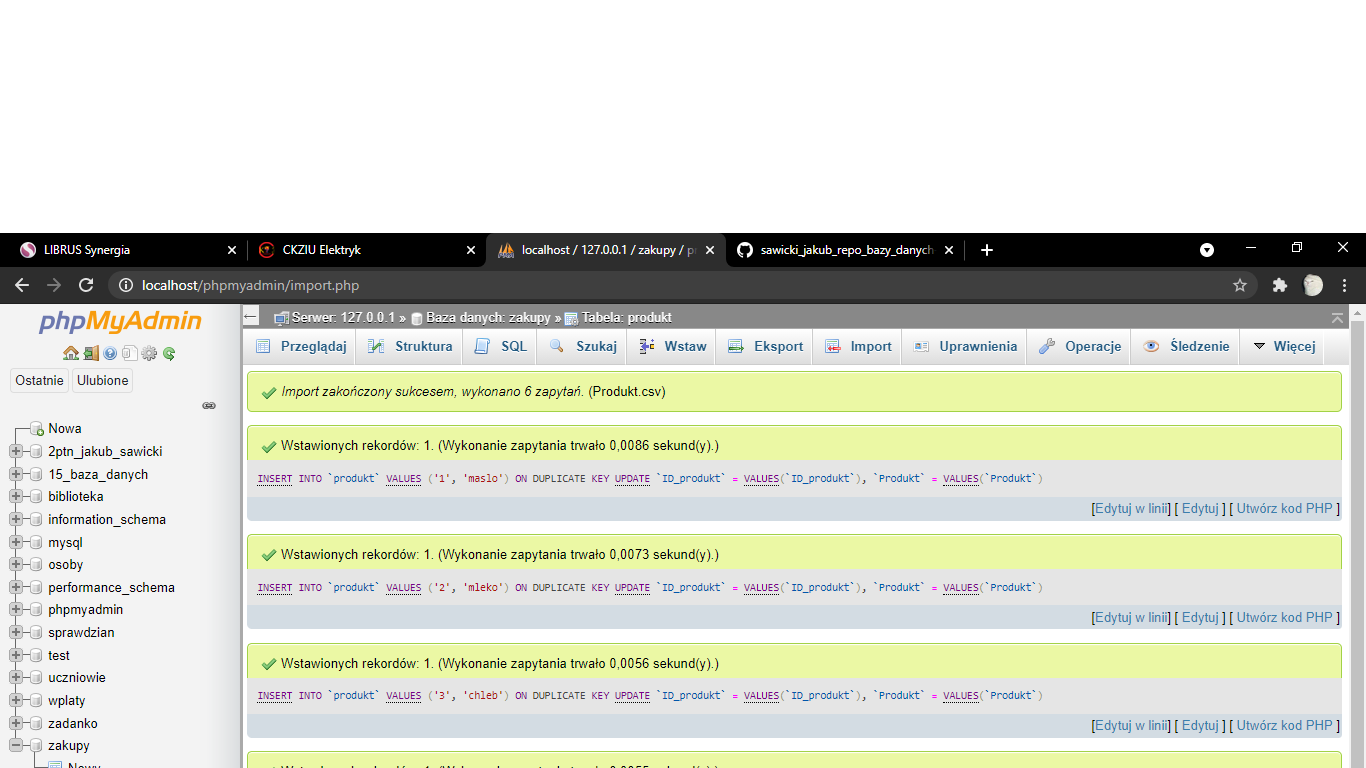 LIBRUS Synergia
CKZIU Elektryk
localhost / 127.0.0.1 / zakupy / pr
sawicki_jakub_repo_bazy_danych
localhost/phpmyadmin/import.php
phpMyAdmin
Ostatnie Ulubione
Nowa
2ptn_jakub_sawicki
15_baza_danych
biblioteka
information_schema
mysql
osoby
performance_schema
phpmyadmin
sprawdzian
test
uczniowie
wplaty
zadanko
zakupy
Nowy
Serwer: 127.0.0.1 » Baza danych: zakupy » Tabela: produkt
Przeglądaj Struktura SQL Szukaj Wstaw Eksport Import Uprawnienia Operacje Śledzenie Więcej
Import zakończony sukcesem, wykonano 6 zapytań. (Produkt.csv)
Wstawionych rekordów: 1. (Wykonanie zapytania trwało 0,0086 sekund(y).)
INSERT INTO `produkt` VALUES ('1', 'maslo') ON DUPLICATE KEY UPDATE `ID_produkt` = VALUES(`ID_produkt`), `Produkt` = VALUES(`Produkt`)
[Edytuj w linii] [ Edytuj ] [ Utwórz kod PHP ]
Wstawionych rekordów: 1. (Wykonanie zapytania trwało 0,0073 sekund(y).)
INSERT INTO `produkt` VALUES ('2', 'mleko') ON DUPLICATE KEY UPDATE `ID_produkt` = VALUES(`ID_produkt`), `Produkt` = VALUES(`Produkt`)
[Edytuj w linii] [ Edytuj ] [ Utwórz kod PHP ]
Wstawionych rekordów: 1. (Wykonanie zapytania trwało 0,0056 sekund(y).)
INSERT INTO `produkt` VALUES ('3', 'chleb') ON DUPLICATE KEY UPDATE `ID_produkt` = VALUES(`ID_produkt`), `Produkt` = VALUES(`Produkt`)
[Edytuj w linii] [ Edytuj ] [ Utwórz kod PHP ]